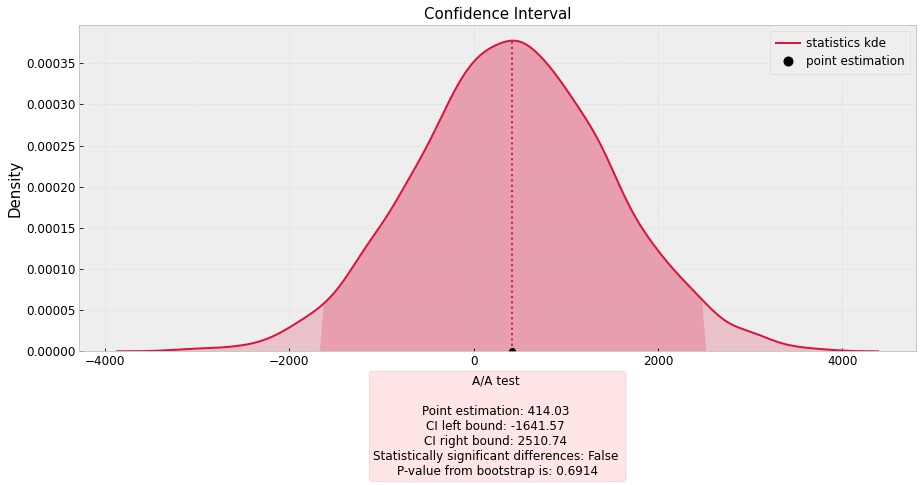 Confidence Interval
statistics kde
point estimation
Density
0.00035
0.00030
0.00025
0.00020
0.00015
0.00010
0.00005
0.00000
−4000
−2000
0
2000
4000
A/A test
Point estimation: 414.03
CI left bound: -1641.57
CI right bound: 2510.74
Statistically significant differences: False
P-value from bootstrap is: 0.6914